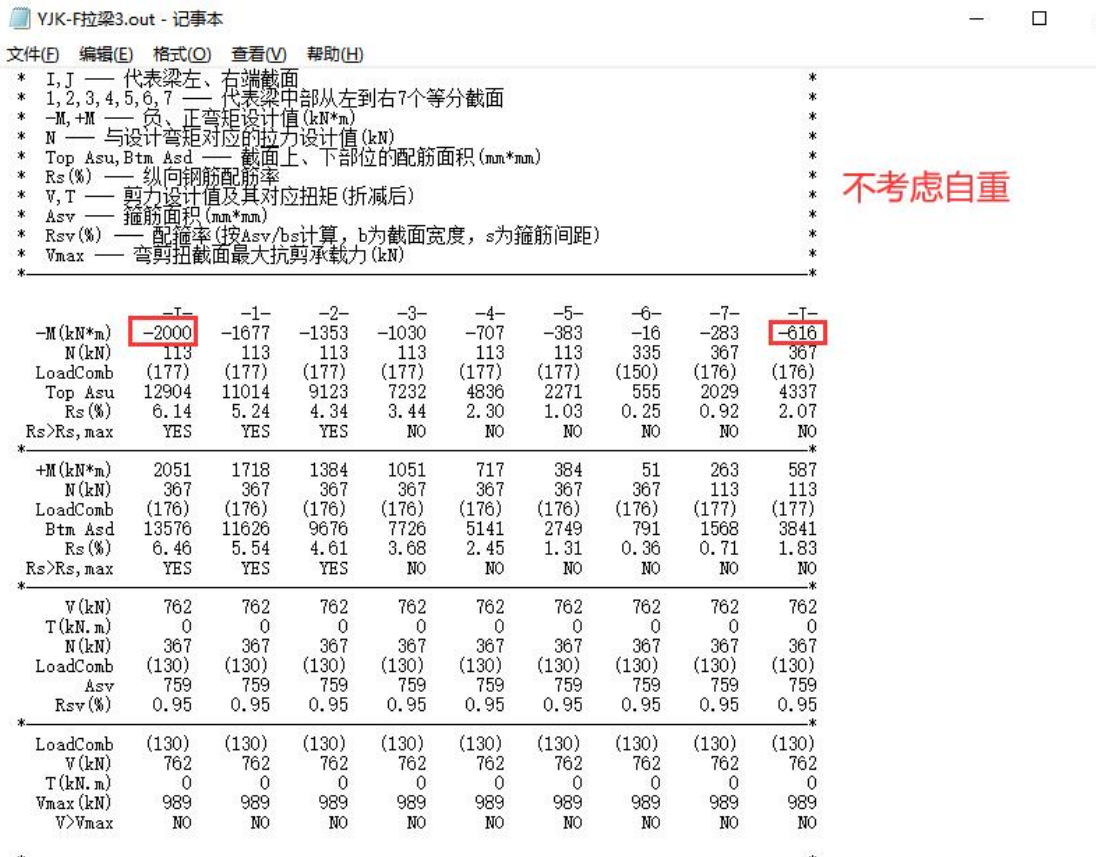 YJK-F拉梁3.out - 记事本
文件(F) 编辑(E) 格式(O) 查看(V) 帮助(H)
* I,J —— 代表梁左、右端截面 *
* 1,2,3,4,5,6,7 —— 代表梁中部从左到右7个等分截面 *
* -M,+M —— 负、正弯矩设计值(kN*m) *
* N —— 与设计弯矩对应的拉力设计值(kN) *
* Top Asu,Btm Asd —— 截面上、下部位的配筋面积(mm*mm) *
* Rs(%) —— 纵向钢筋配筋率 *
* V,T —— 剪力设计值及其对应扭矩(折减后) *
* Asv —— 箍筋面积(mm*mm) *
* Rsv(%) —— 配箍率(按Asv/bs计算，b为截面宽度，s为箍筋间距) *
* Vmax —— 弯剪扭截面最大抗剪承载力(kN) *
不考虑自重
-I- -1- -2- -3- -4- -5- -6- -7- -J-
-M(kN*m) -2000 -1677 -1353 -1030 -707 -383 -16 -283 -616
N(kN) 113 113 113 113 113 113 335 367 367
LoadComb (177) (177) (177) (177) (177) (177) (150) (176) (176)
Top Asu 12904 11014 9123 7232 4836 2271 555 2029 4337
Rs(%) 6.14 5.24 4.34 3.44 2.30 1.03 0.25 0.92 2.07
Rs>Rs,max YES YES YES NO NO NO NO NO NO
+M(kN*m) 2051 1718 1384 1051 717 384 51 263 587
N(kN) 367 367 367 367 367 367 367 113 113
LoadComb (176) (176) (176) (176) (176) (176) (176) (177) (177)
Btm Asd 13576 11626 9676 7726 5141 2749 791 1568 3841
Rs(%) 6.46 5.54 4.61 3.68 2.45 1.31 0.36 0.71 1.83
Rs>Rs,max YES YES YES NO NO NO NO NO NO
V(kN) 762 762 762 762 762 762 762 762 762
T(kN.m) 0 0 0 0 0 0 0 0 0
N(kN) 367 367 367 367 367 367 367 367 367
LoadComb (130) (130) (130) (130) (130) (130) (130) (130) (130)
Asv 759 759 759 759 759 759 759 759 759
Rsv(%) 0.95 0.95 0.95 0.95 0.95 0.95 0.95 0.95 0.95
LoadComb (130) (130) (130) (130) (130) (130) (130) (130) (130)
V(kN) 762 762 762 762 762 762 762 762 762
T(kN.m) 0 0 0 0 0 0 0 0 0
Vmax(kN) 989 989 989 989 989 989 989 989 989
V>Vmax NO NO NO NO NO NO NO NO NO